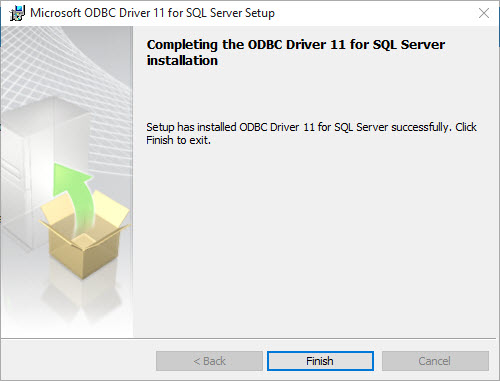 Microsoft ODBC Driver 11 for SQL Server Setup
Completing the ODBC Driver 11 for SQL Server
installation
Setup has installed ODBC Driver 11 for SQL Server successfully. Click
Finish to exit.
< Back
Finish
Cancel